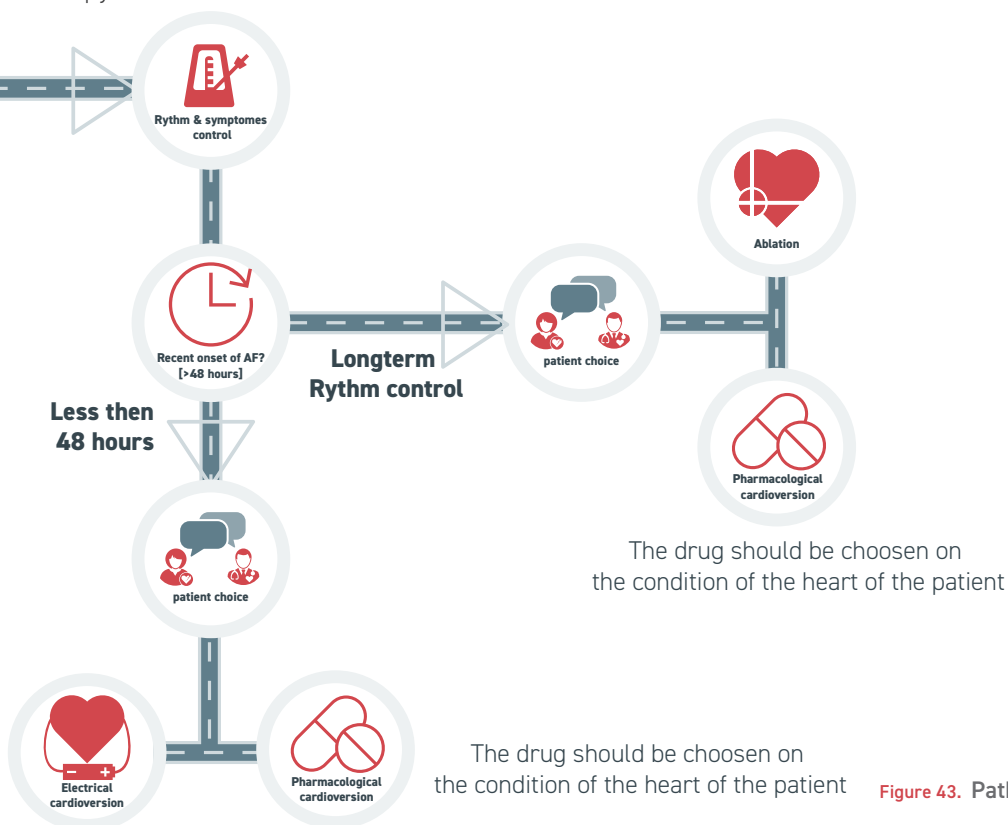 Rythm & symptomes
control
Ablation
Recent onset of AF?
[>48 hours]
Longterm
Rythm control
patient choice
Less then
48 hours
Pharmacological
cardioversion
The drug should be choosen on
the condition of the heart of the patient
patient choice
Electrical
cardioversion
Pharmacological
cardioversion
The drug should be choosen on
the condition of the heart of the patient
Figure 43.